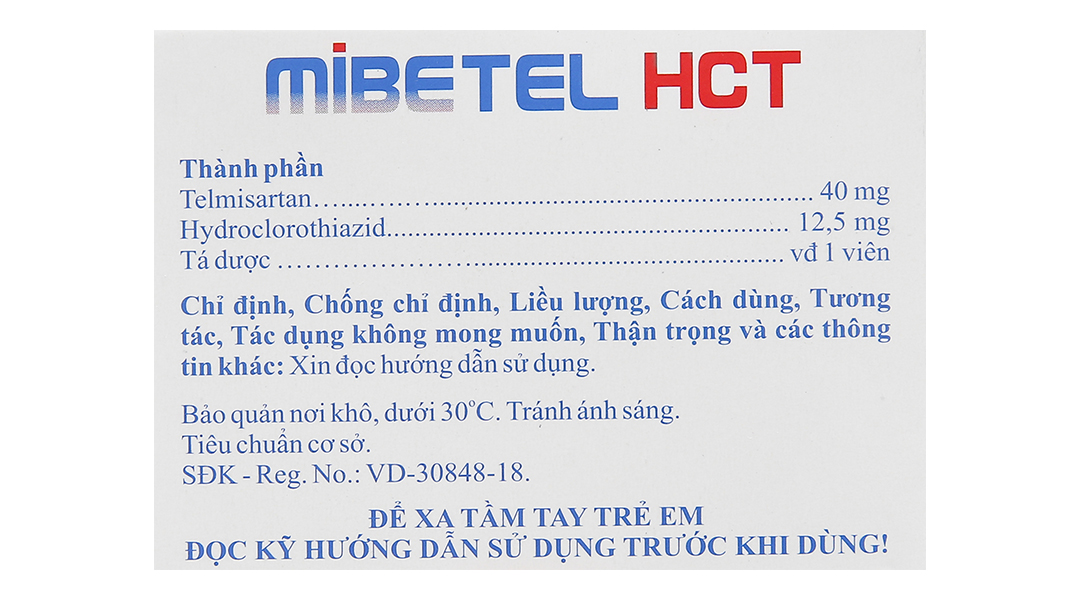 MIBETEL HCT
Thành phần
Telmisartan................................................................ 40 mg
Hydroclorothiazid............................................................ 12,5 mg
Tá dược ................................................................ vđ 1 viên
Chỉ định, Chống chỉ định, Liều lượng, Cách dùng, Tương
tác, Tác dụng không mong muốn, Thận trọng và các thông
tin khác: Xin đọc hướng dẫn sử dụng.
Bảo quản nơi khô, dưới 30°C. Tránh ánh sáng.
Tiêu chuẩn cơ sở.
SĐK - Reg. No.: VD-30848-18.
ĐỂ XA TẦM TAY TRẺ EM
ĐỌC KỸ HƯỚNG DẪN SỬ DỤNG TRƯỚC KHI DÙNG!